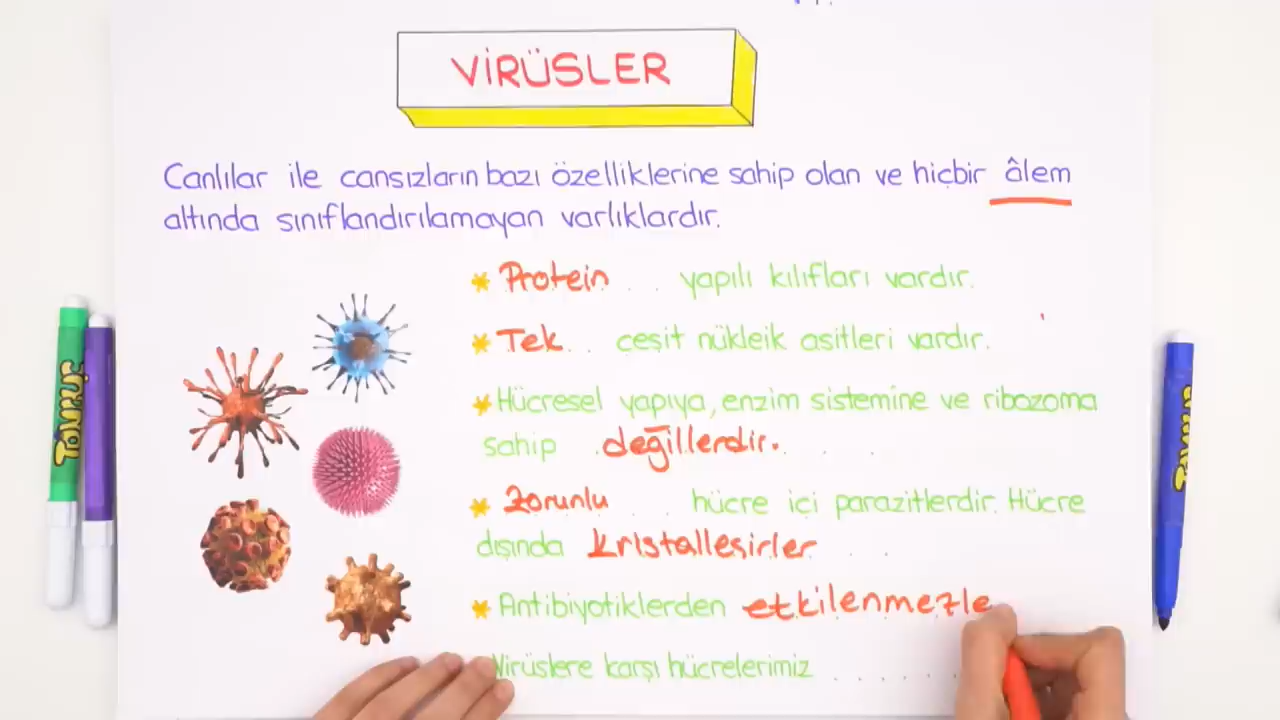 VİRÜSLER
Canlılar ile cansızların bazı özelliklerine sahip olan ve hiçbir âlem
altında sınıflandırılamayan varlıklardır.
* Protein . . yapılı kılıfları vardır.
* Tek . . çeşit nükleik asitleri vardır.
* Hücresel yapıya, enzim sistemine ve ribozoma
sahip . değillerdir. . . .
* Zorunlu . . hücre içi parazitlerdir. Hücre
dışında kristalleşirler . .
* Antibiyotiklerden etkilenmezle
Virüslere karşı hücrelerimiz . . . . . .